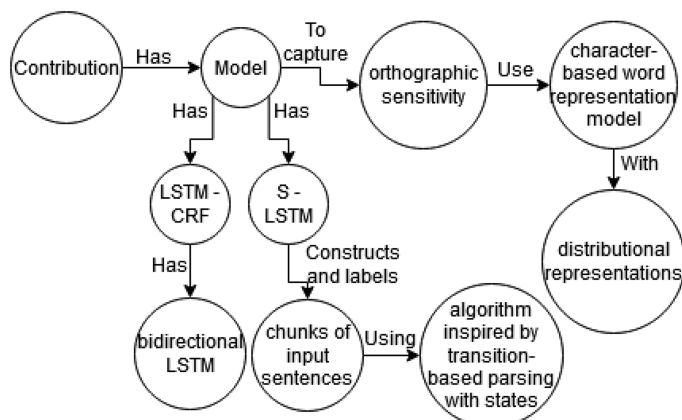 Contribution
Has
Model
To
capture
orthographic
sensitivity
Use
character-
based word
representation
model
Has
Has
With
LSTM -
CRF
S -
LSTM
distributional
representations
Has
Constructs
and labels
bidirectional
LSTM
chunks of
input
sentences
Using
algorithm
inspired by
transition-
based parsing
with states